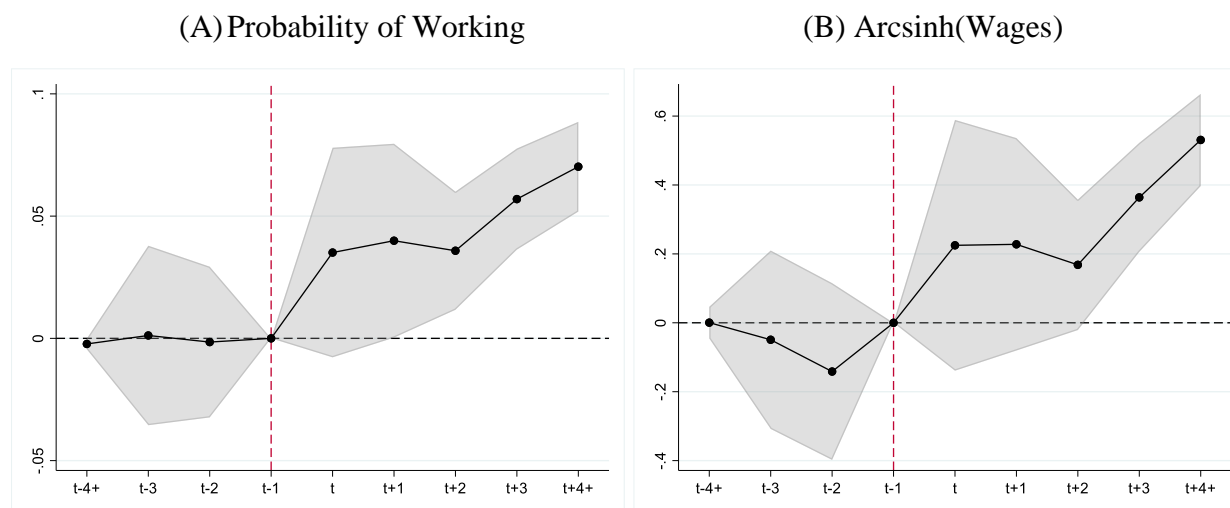 (A) Probability of Working
(B) Arcsinh(Wages)
.1
.05
0
-.05
t-4+ t-3 t-2 t-1 t t+1 t+2 t+3 t+4+
.6
.4
.2
0
-.2
-.4
t-4+ t-3 t-2 t-1 t t+1 t+2 t+3 t+4+